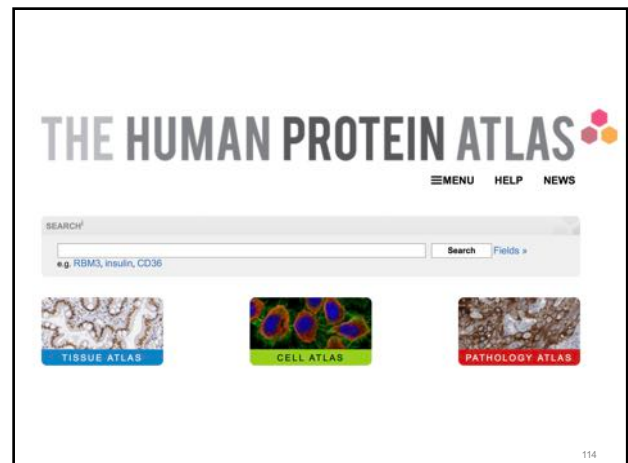 THE HUMAN PROTEIN ATLAS
☰MENU HELP NEWS
SEARCHⁱ
Search Fields »
e.g. RBM3, insulin, CD36
TISSUE ATLAS CELL ATLAS PATHOLOGY ATLAS
114